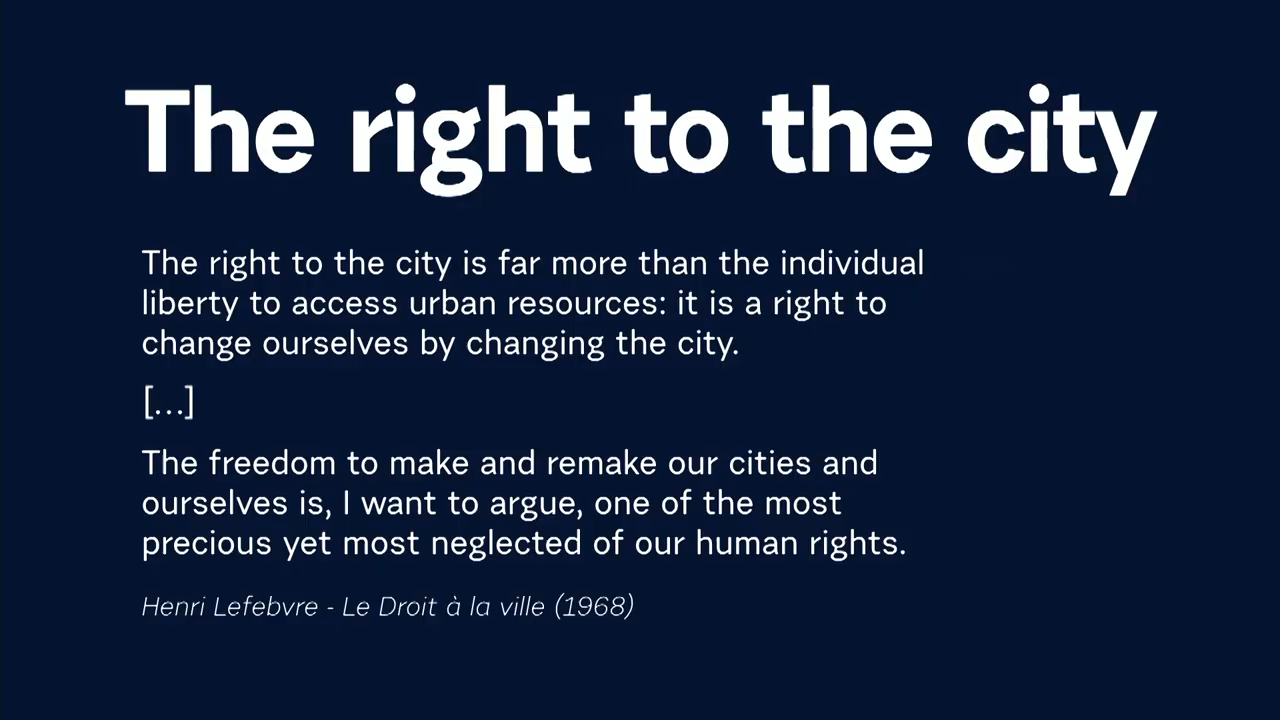 The right to the city
The right to the city is far more than the individual
liberty to access urban resources: it is a right to
change ourselves by changing the city.
[...]
The freedom to make and remake our cities and
ourselves is, I want to argue, one of the most
precious yet most neglected of our human rights.
Henri Lefebvre - Le Droit à la ville (1968)